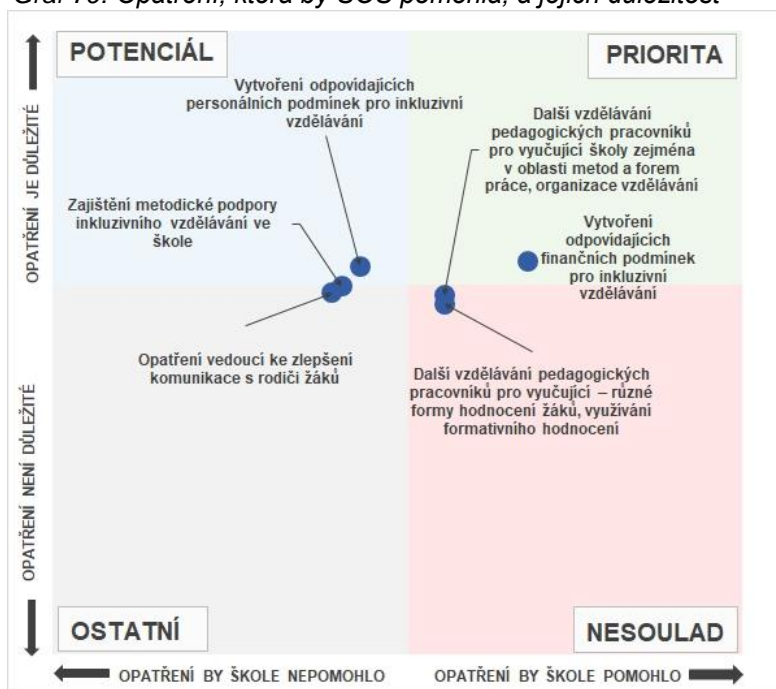 Graf 79: Opatření, která by SOŠ pomohla, a jejich důležitost
POTENCIÁL
PRIORITA
Vytvoření odpovídajících
personálních podmínek pro inkluzivní
vzdělávání
Další vzdělávání
pedagogických pracovníků
pro vyučující školy zejména
v oblasti metod a forem
práce, organizace vzdělávání
Zajištění metodické podpory
inkluzivního vzdělávání ve
škole
Vytvoření
odpovídajících
finančních podmínek
pro inkluzivní
vzdělávání
OPATŘENÍ JE DŮLEŽITÉ
Opatření vedoucí ke zlepšení
komunikace s rodiči žáků
Další vzdělávání pedagogických
pracovníků pro vyučující – různé
formy hodnocení žáků, využívání
formativního hodnocení
OPATŘENÍ NENÍ DŮLEŽITÉ
OSTATNÍ
NESOULAD
OPATŘENÍ BY ŠKOLE NEPOMOHLO
OPATŘENÍ BY ŠKOLE POMOHLO